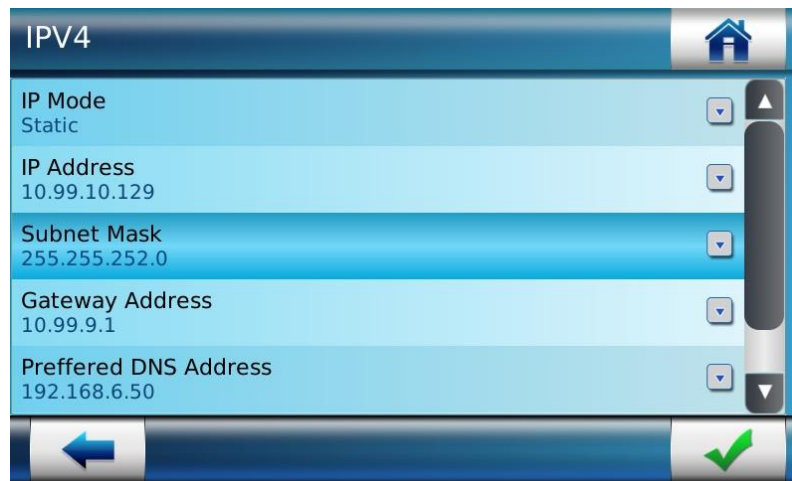 IPV4
IP Mode
Static
IP Address
10.99.10.129
Subnet Mask
255.255.252.0
Gateway Address
10.99.9.1
Preffered DNS Address
192.168.6.50